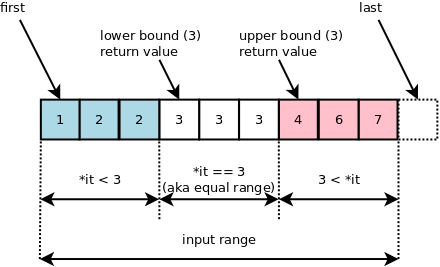 first
last
lower bound (3)
return value
upper bound (3)
return value
1 2 2 3 3 3 4 6 7
*it < 3
*it == 3
(aka equal range)
3 < *it
input range